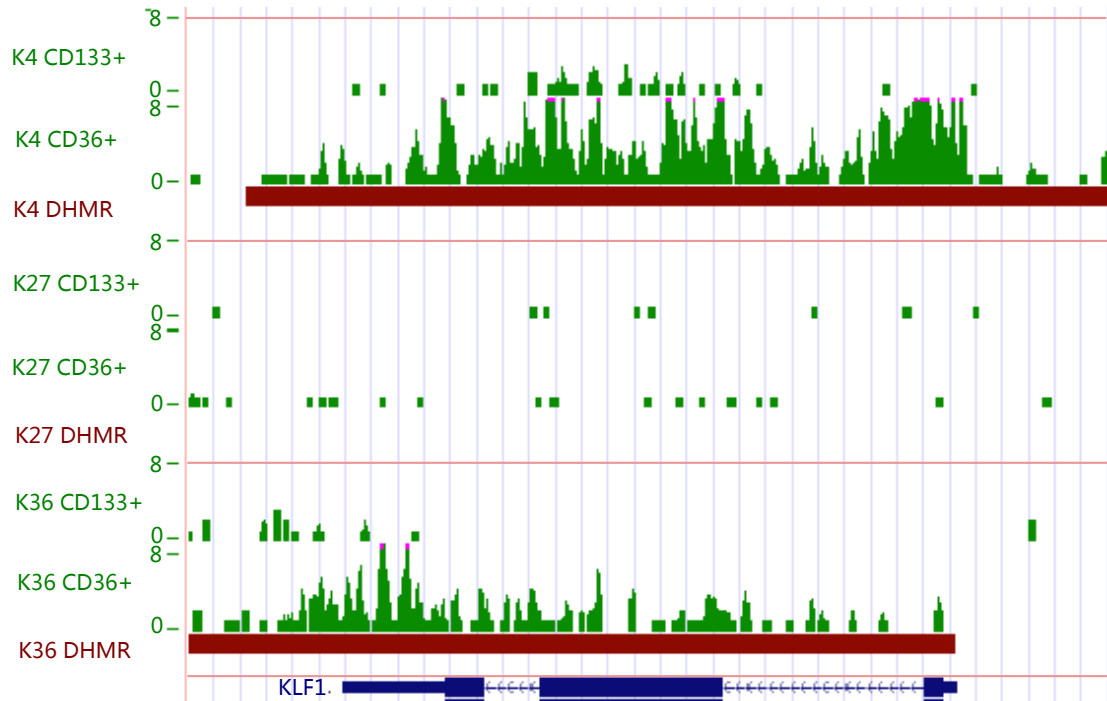 8
K4 CD133+
0
8
K4 CD36+
0
K4 DHMR
8
K27 CD133+
0
8
K27 CD36+
0
K27 DHMR
8
K36 CD133+
0
8
K36 CD36+
0
K36 DHMR
KLF1.